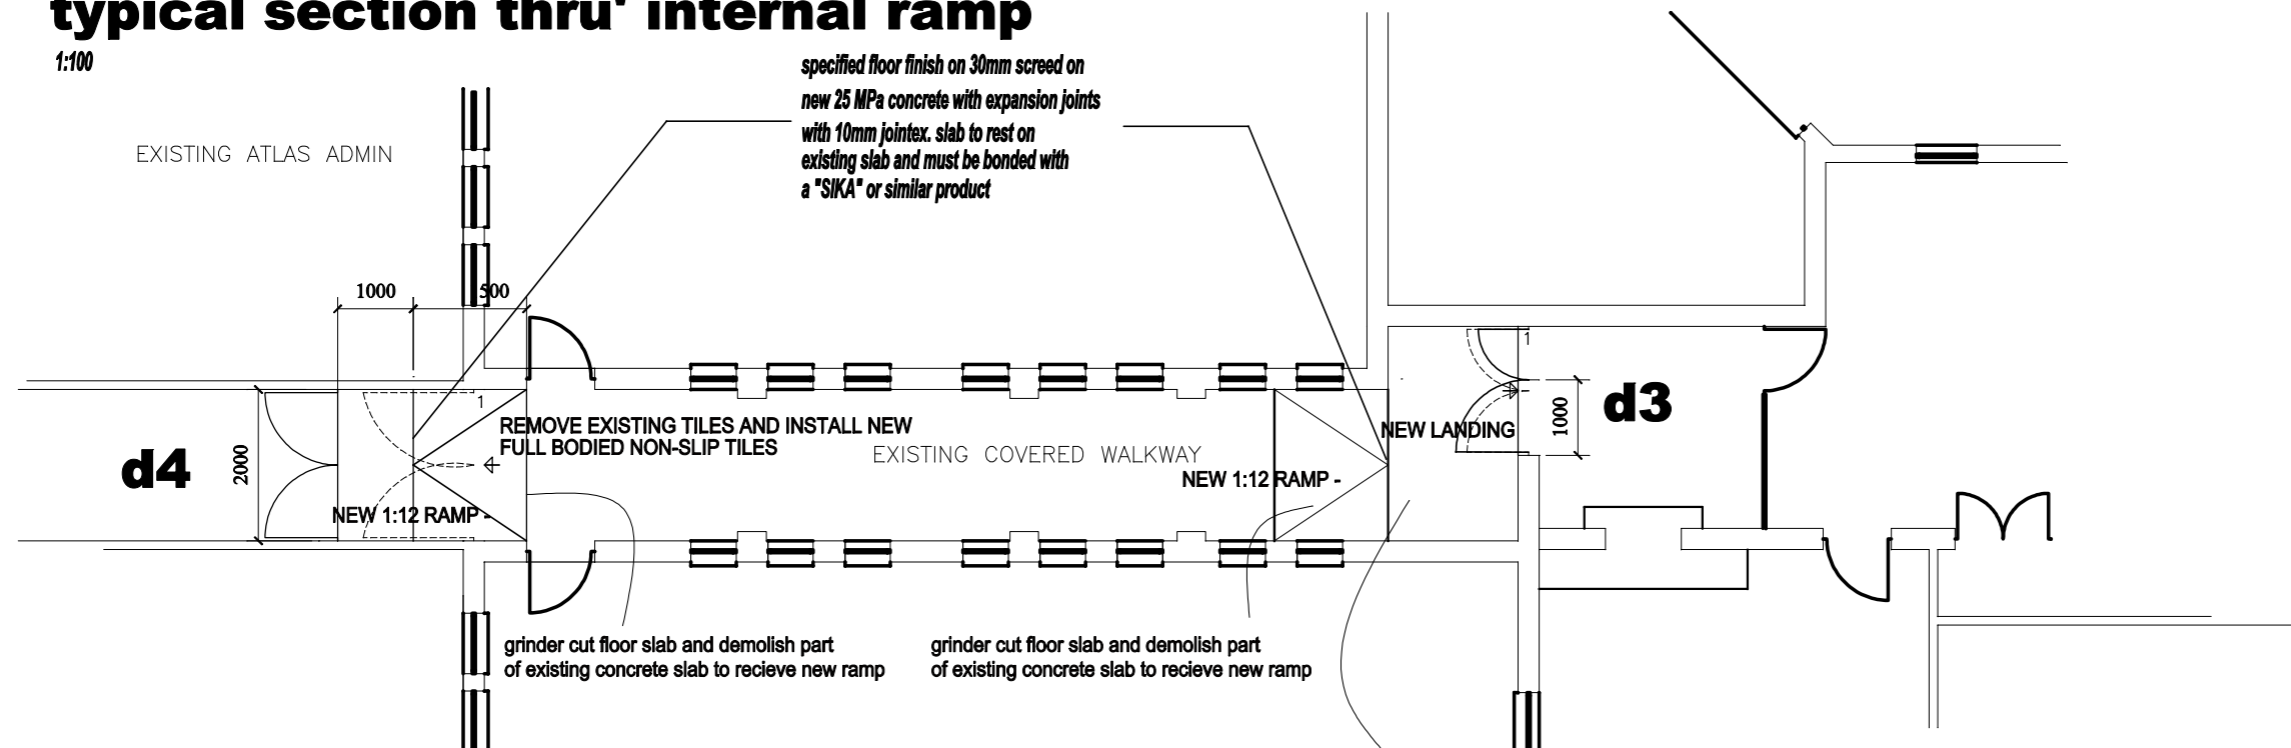 typical section thru' internal ramp
1:100
specified floor finish on 30mm screed on
new 25 MPa concrete with expansion joints
with 10mm jointex. slab to rest on
existing slab and must be bonded with
a "SIKA" or similar product
EXISTING ATLAS ADMIN
1000
500
1
1
d3
1000
REMOVE EXISTING TILES AND INSTALL NEW
FULL BODIED NON-SLIP TILES
NEW LANDING
EXISTING COVERED WALKWAY
d4
2000
NEW 1:12 RAMP -
NEW 1:12 RAMP -
grinder cut floor slab and demolish part
of existing concrete slab to recieve new ramp
grinder cut floor slab and demolish part
of existing concrete slab to recieve new ramp